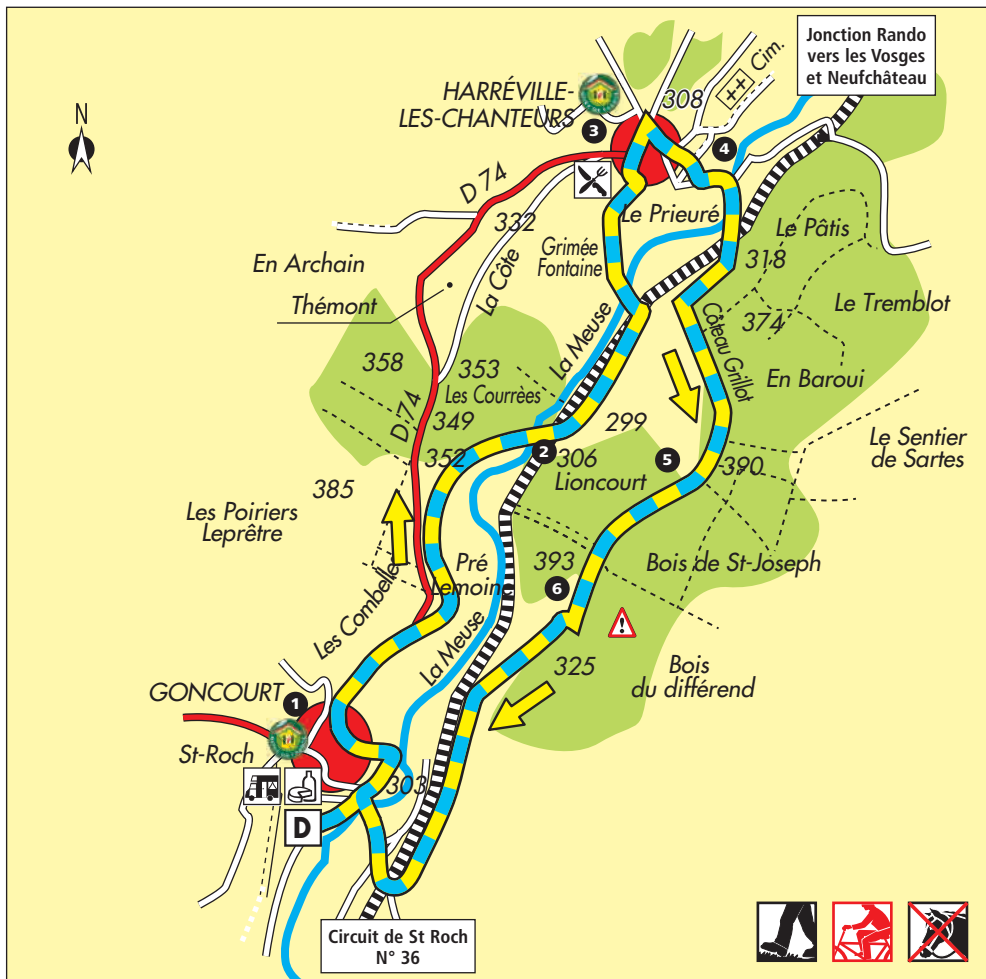 Jonction Rando
vers les Vosges
et Neufchâteau
Cim.
HARRÉVILLE-
LES-CHANTEURS
308
3
4
N
D 74
332
Le Prieuré
Le Pâtis
En Archain
La Côte
Grimée
Fontaine
318
Thémont
La Meuse
Le Tremblot
374
Côteau Grillot
358
353
Les Courrèes
En Baroui
D 74
349
299
Le Sentier
de Sartes
352
2
306
Lioncourt
5
390
385
Les Poiriers
Leprêtre
Pré
Lemoine
393
Bois de St-Joseph
6
Les Combelle
La Meuse
325
Bois
du différend
GONCOURT
1
St-Roch
303
D
Circuit de St Roch
N° 36